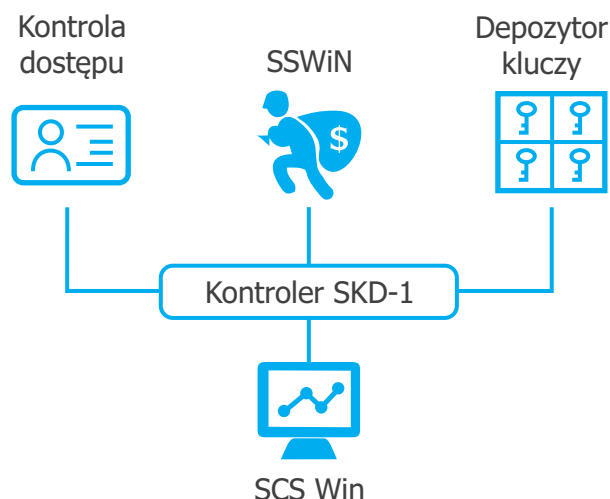 Kontrola
dostępu
SSWiN
Depozytor
kluczy
$
Kontroler SKD-1
SCS Win